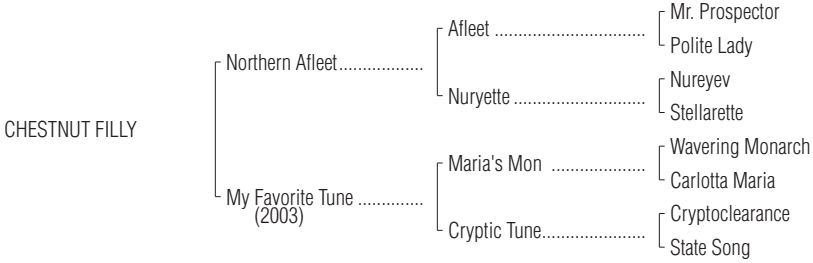 Mr. Prospector
Afleet ................................
Polite Lady
Northern Afleet..................
Nureyev
Nuryette ............................
Stellarette
CHESTNUT FILLY
Wavering Monarch
Maria's Mon ....................
Carlotta Maria
My Favorite Tune ..............
(2003)
Cryptoclearance
Cryptic Tune......................
State Song